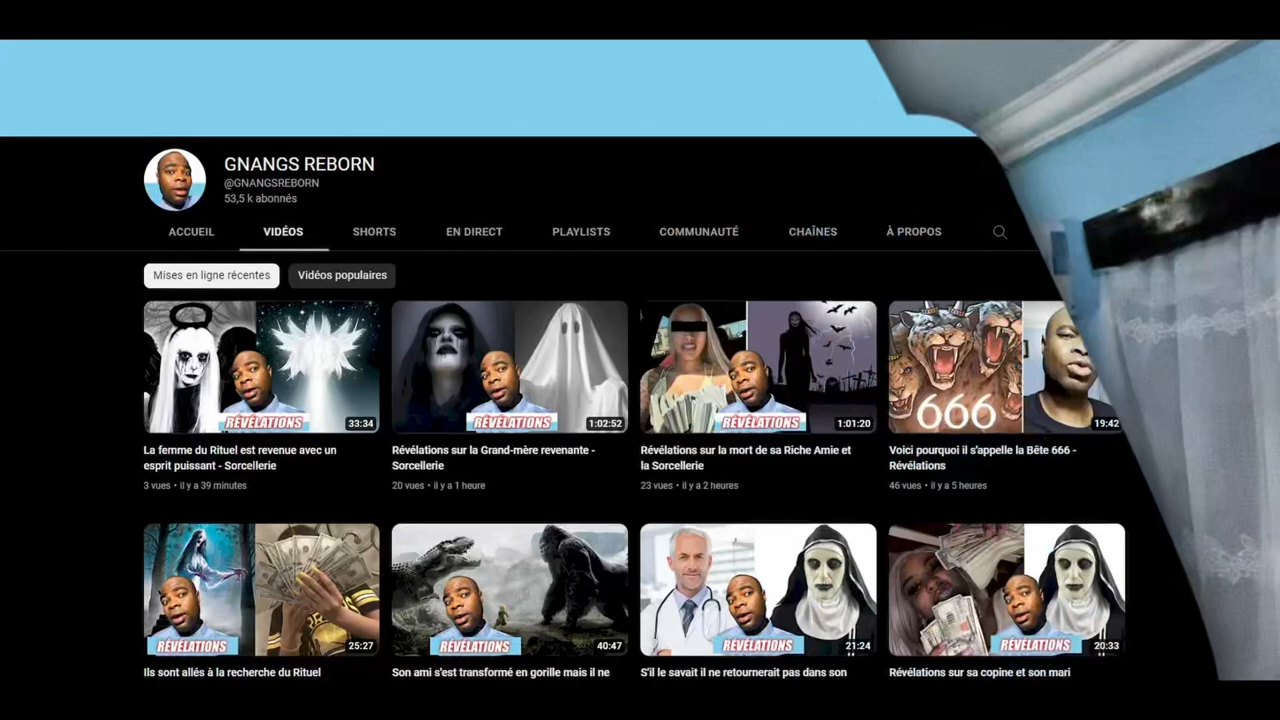 GNANGS REBORN
@GNANGSREBORN
53,5 k abonnés
ACCUEIL VIDÉOS SHORTS EN DIRECT PLAYLISTS COMMUNAUTÉ CHAÎNES À PROPOS
Mises en ligne récentes Vidéos populaires
666
RÉVÉLATIONS 33:34
RÉVÉLATIONS 1:02:52
RÉVÉLATIONS 1:01:20
19:42
La femme du Rituel est revenue avec un
esprit puissant - Sorcellerie
3 vues • il y a 39 minutes
Révélations sur la Grand-mère revenante -
Sorcellerie
20 vues • il y a 1 heure
Révélations sur la mort de sa Riche Amie et
la Sorcellerie
23 vues • il y a 2 heures
Voici pourquoi il s'appelle la Bête 666 -
Révélations
46 vues • il y a 5 heures
RÉVÉLATIONS 25:27
RÉVÉLATIONS 40:47
RÉVÉLATIONS 21:24
RÉVÉLATIONS 20:33
Ils sont allés à la recherche du Rituel
Son ami s'est transformé en gorille mais il ne
S'il le savait il ne retournerait pas dans son
Révélations sur sa copine et son mari